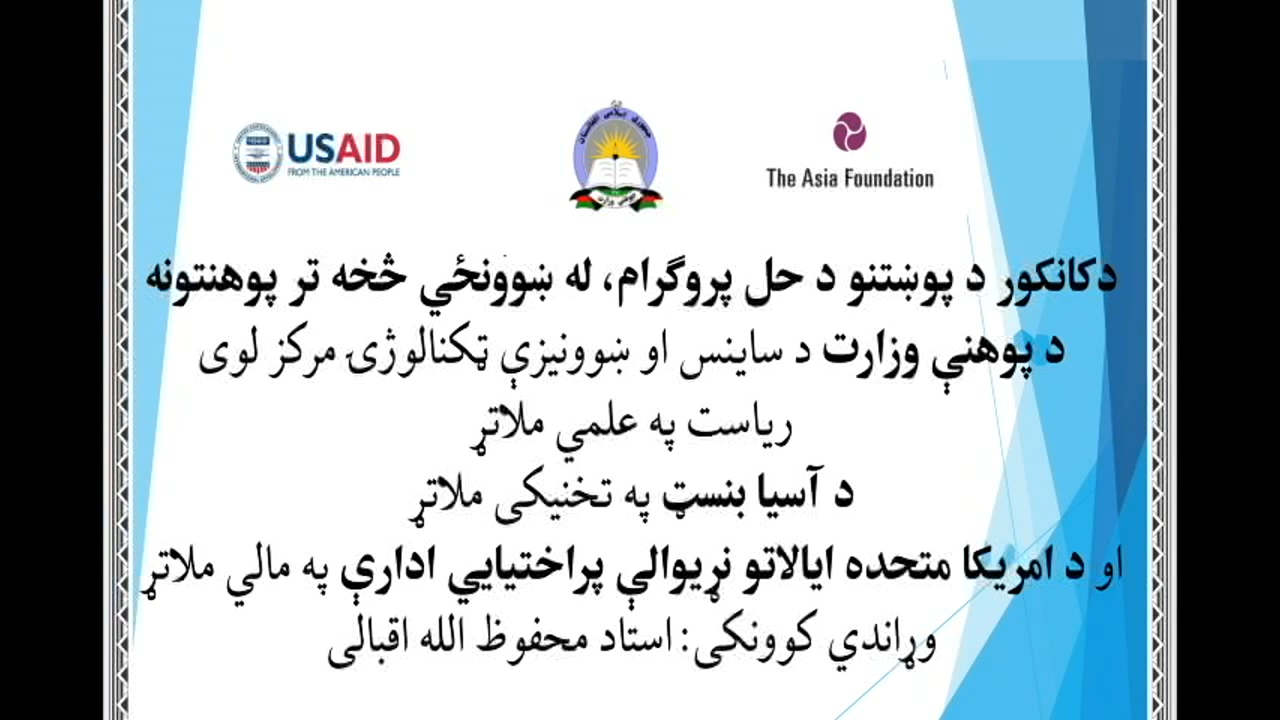 USAID
FROM THE AMERICAN PEOPLE
The Asia Foundation
دکانکور د پوښتنو د حل پروگرام، له ښوونځي څخه تر پوهنتونه
د پوهنې وزارت د ساینس او ښوونیزې ټکنالوژۍ مرکز لوی
ریاست په علمي ملاتړ
د آسیا بنسټ په تخنیکی ملاتړ
او د امریکا متحده ایالاتو نړیوالې پراختیایي ادارې په مالي ملاتړ
وړاندي کوونکی: استاد محفوظ الله اقبالی